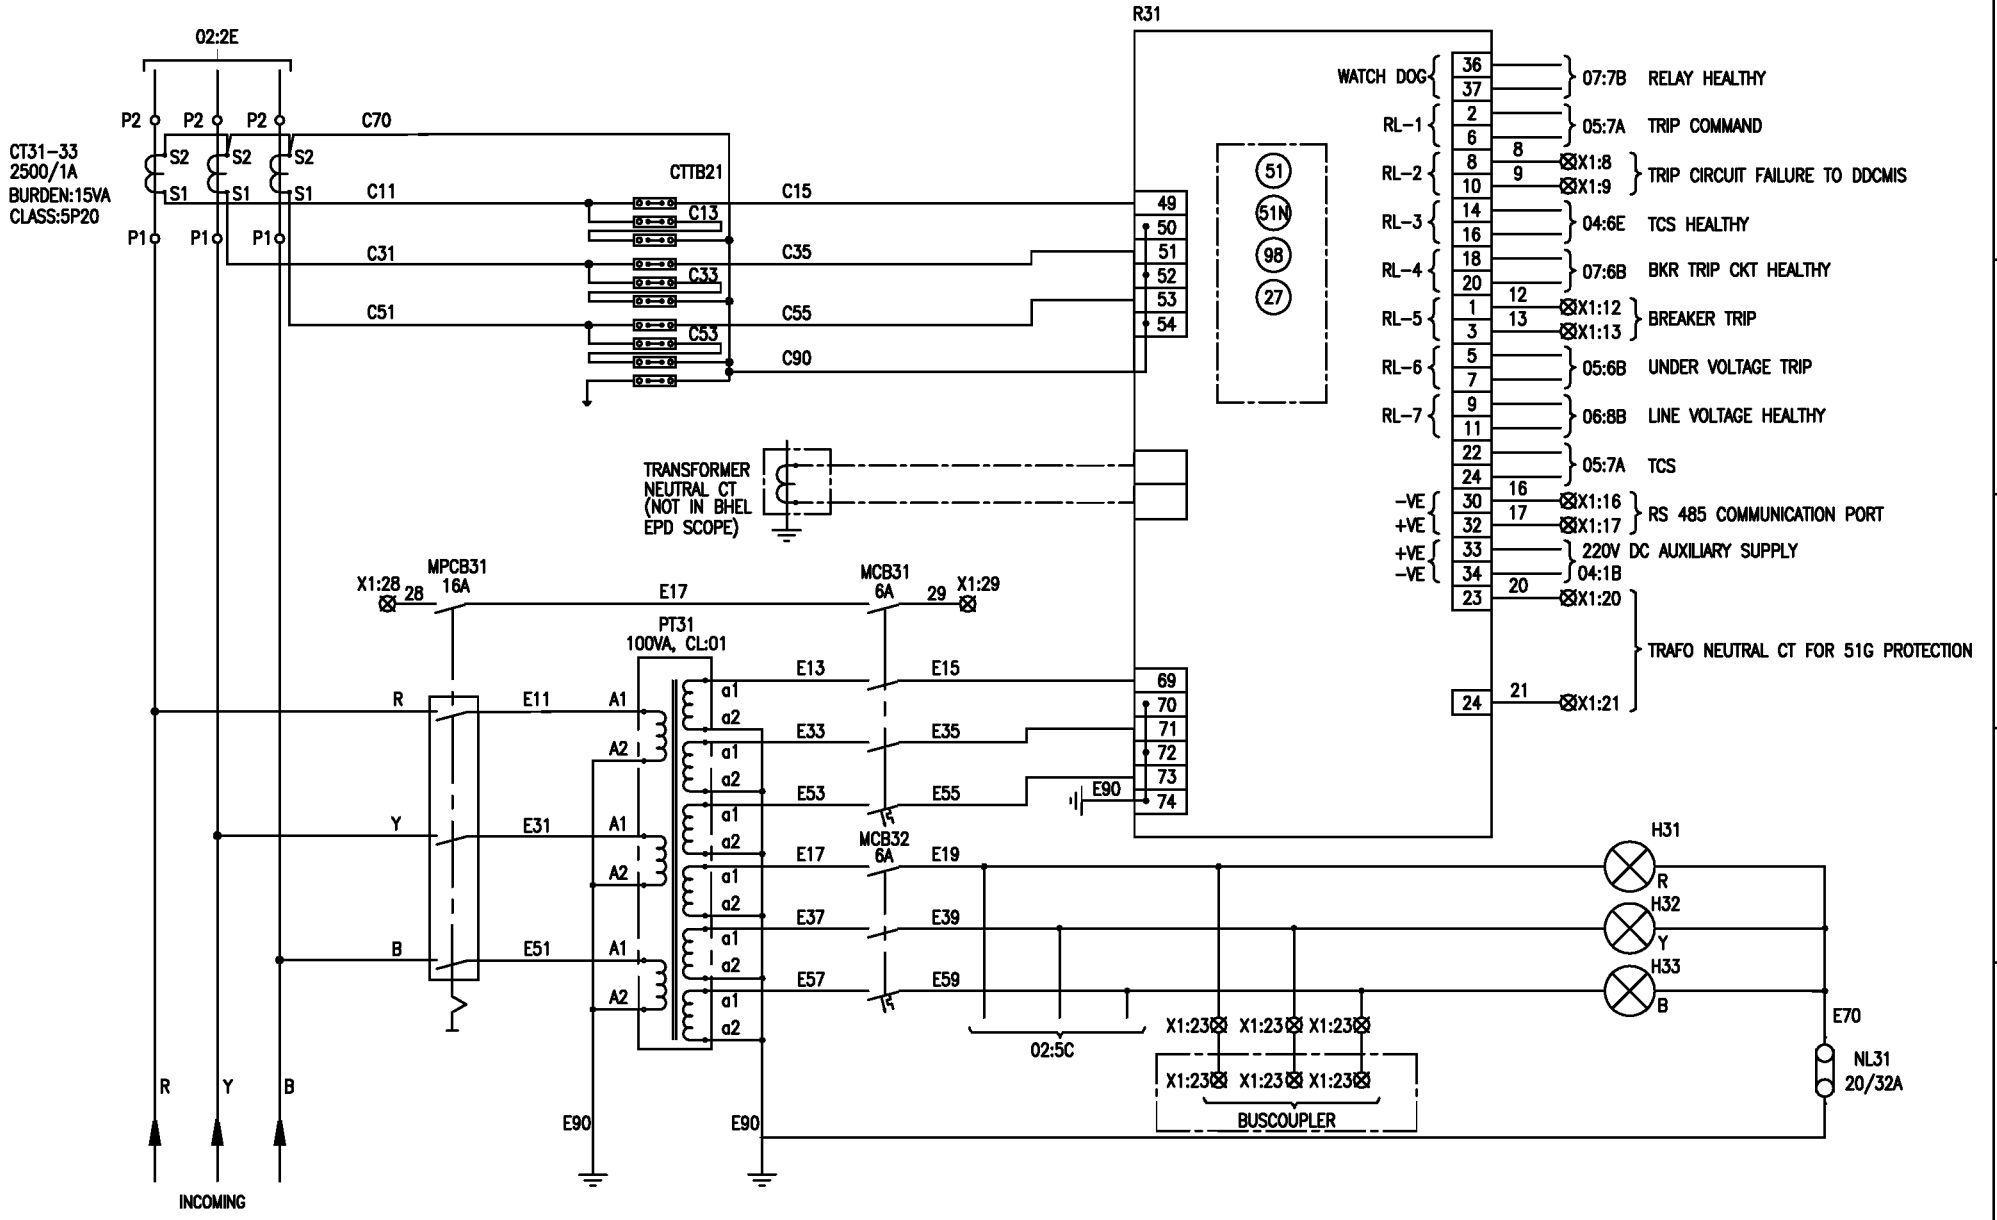 R31
02:2E
P2 P2 P2
C70
CT31-33
2500/1A
BURDEN:15VA
CLASS:5P20
S2 S2 S2
S1 S1 S1
P1 P1 P1
CTTB21
C11 C15
C13
C31 C35
C33
C51 C55
C53
C90
49
50
51
52
53
54
51
51N
98
27
WATCH DOG 36 37 07:7B RELAY HEALTHY
RL-1 2 6 05:7A TRIP COMMAND
RL-2 8 10 8 9 X1:8 X1:9 TRIP CIRCUIT FAILURE TO DDCMIS
RL-3 14 16 04:6E TCS HEALTHY
RL-4 18 20 07:6B BKR TRIP CKT HEALTHY
RL-5 1 3 12 13 X1:12 X1:13 BREAKER TRIP
RL-6 5 7 05:6B UNDER VOLTAGE TRIP
RL-7 9 11 06:8B LINE VOLTAGE HEALTHY
22 24 05:7A TCS
-VE 30 16 X1:16
+VE 32 17 X1:17
RS 485 COMMUNICATION PORT
+VE 33 220V DC AUXILIARY SUPPLY
-VE 34 04:1B
23 20 X1:20
TRAFO NEUTRAL CT FOR 51G PROTECTION
24 21 X1:21
TRANSFORMER
NEUTRAL CT
(NOT IN BHEL
EPD SCOPE)
MPCB31
16A
X1:28 28
E17
MCB31
6A
29 X1:29
PT31
100VA, CL:01
R E11 A1
A2
Y E31 A1
A2
B E51 A1
A2
a1
a2
a1
a2
a1
a2
a1
a2
a1
a2
a1
a2
E13 E15
E33 E35
E53 E55
E90
69
70
71
72
73
74
MCB32
6A
E17 E19
E37 E39
E57 E59
H31
R
H32
Y
H33
B
02:5C
X1:23 X1:23 X1:23
X1:23 X1:23 X1:23
BUSCOUPLER
E70
NL31
20/32A
R Y B
E90 E90
INCOMING